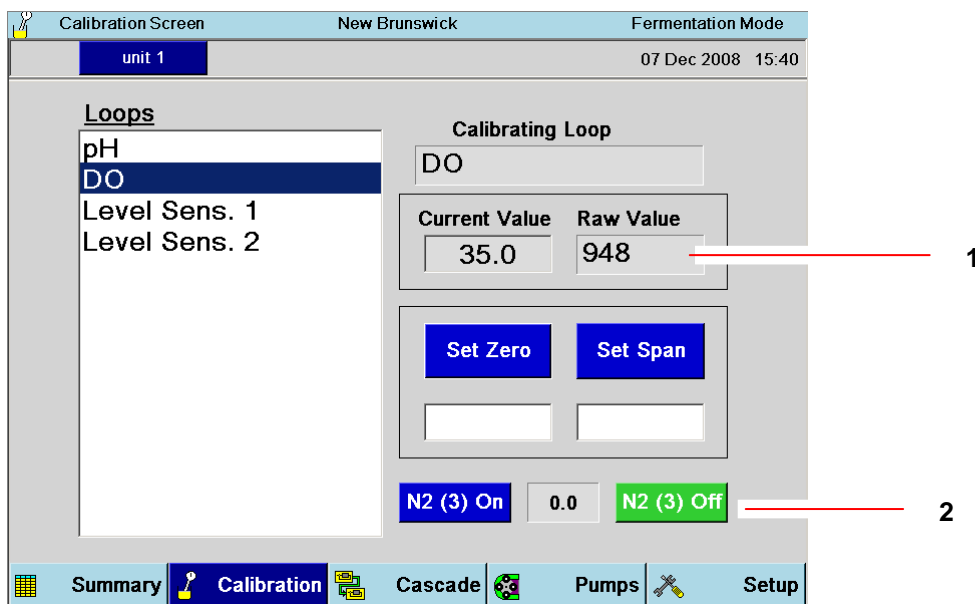 Calibration Screen New Brunswick Fermentation Mode
unit 1 07 Dec 2008 15:40
Loops
pH
DO
Level Sens. 1
Level Sens. 2
Calibrating Loop
DO
Current Value Raw Value
35.0 948
1
Set Zero Set Span
N2 (3) On 0.0 N2 (3) Off
2
Summary Calibration Cascade Pumps Setup